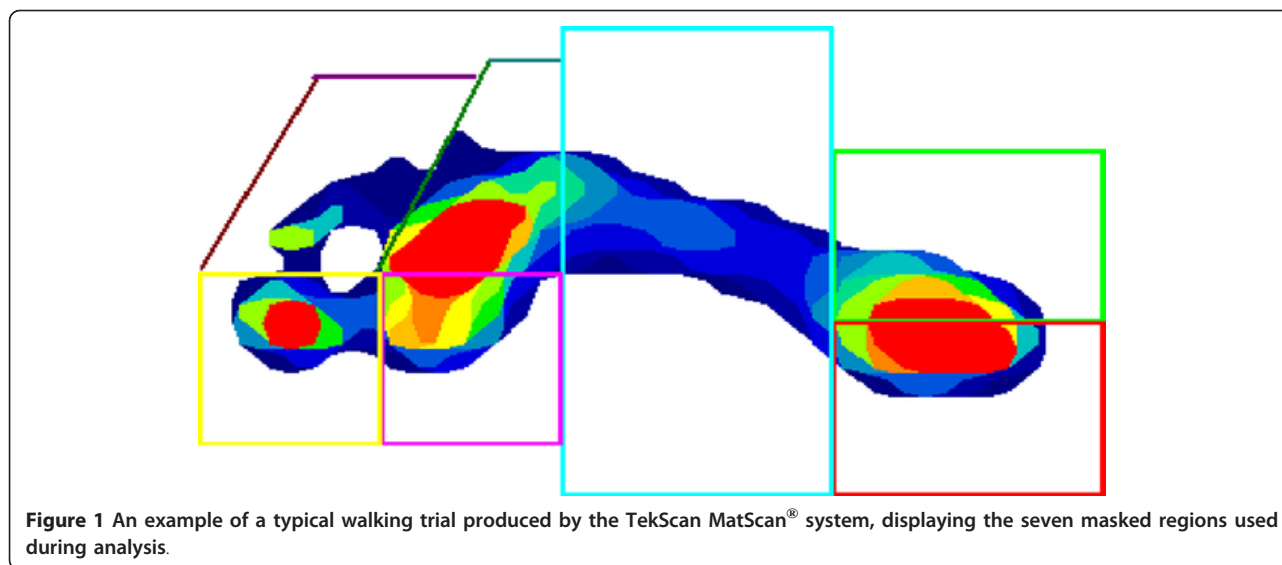 Figure 1 An example of a typical walking trial produced by the TekScan MatScan® system, displaying the seven masked regions used
during analysis.